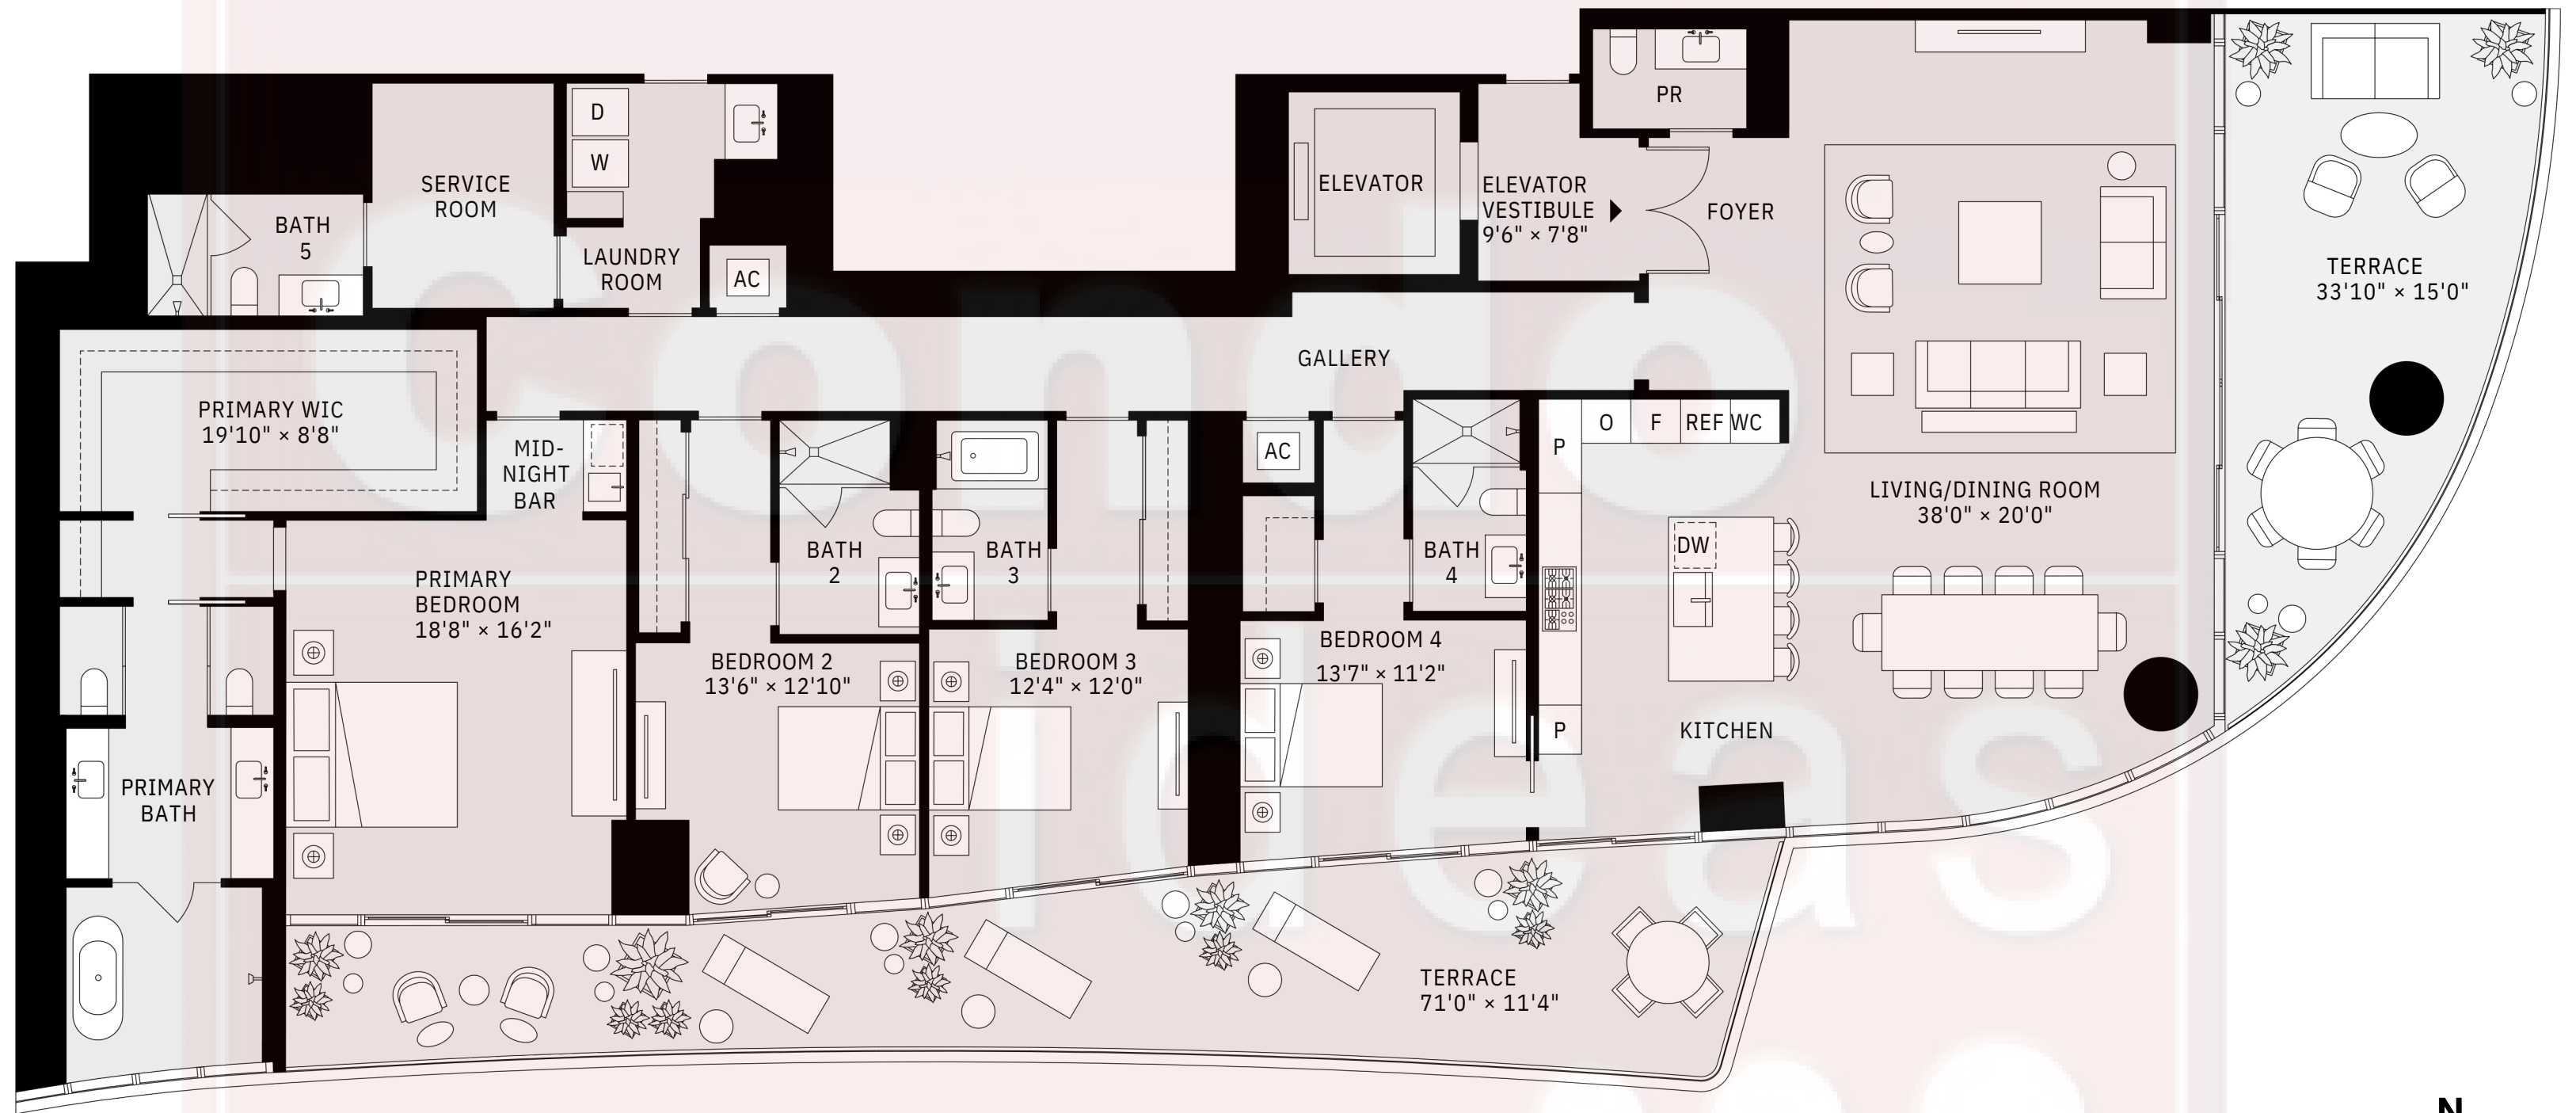 SERVICE
ROOM
D
W
BATH
5
LAUNDRY
ROOM
AC
ELEVATOR
ELEVATOR
VESTIBULE
9'6" × 7'8"
PR
FOYER
TERRACE
33'10" × 15'0"
GALLERY
PRIMARY WIC
19'10" × 8'8"
MID-
NIGHT
BAR
AC
P
O F REF WC
LIVING/DINING ROOM
38'0" × 20'0"
BATH
2
BATH
3
BATH
4
DW
PRIMARY
BEDROOM
18'8" × 16'2"
BEDROOM 2
13'6" × 12'10"
BEDROOM 3
12'4" × 12'0"
BEDROOM 4
13'7" × 11'2"
P
KITCHEN
PRIMARY
BATH
TERRACE
71'0" × 11'4"
N
condo
ideas